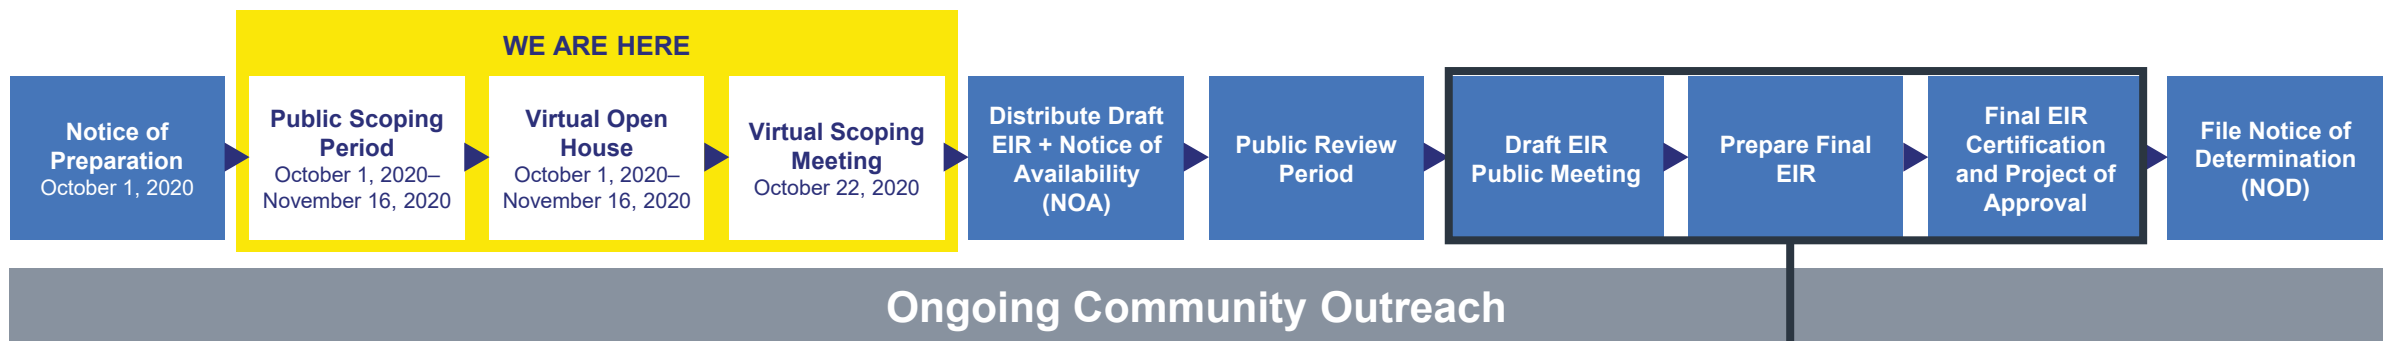 WE ARE HERE
Notice of
Preparation
October 1, 2020
Public Scoping
Period
October 1, 2020–
November 16, 2020
Virtual Open
House
October 1, 2020–
November 16, 2020
Virtual Scoping
Meeting
October 22, 2020
Distribute Draft
EIR + Notice of
Availability
(NOA)
Public Review
Period
Draft EIR
Public Meeting
Prepare Final
EIR
Final EIR
Certification
and Project of
Approval
File Notice of
Determination
(NOD)
Ongoing Community Outreach